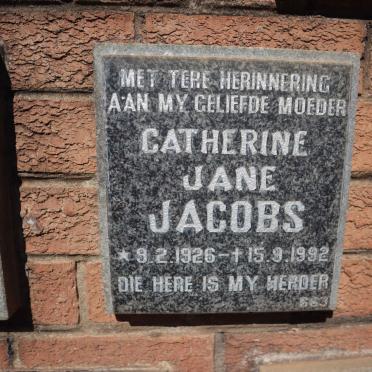 MET TERE HERINNERING
AAN MY GELIEFDE MOEDER
CATHERINE
JANE
JACOBS
* 9.2.1926 - † 15.9.1992
DIE HERE IS MY HERDER